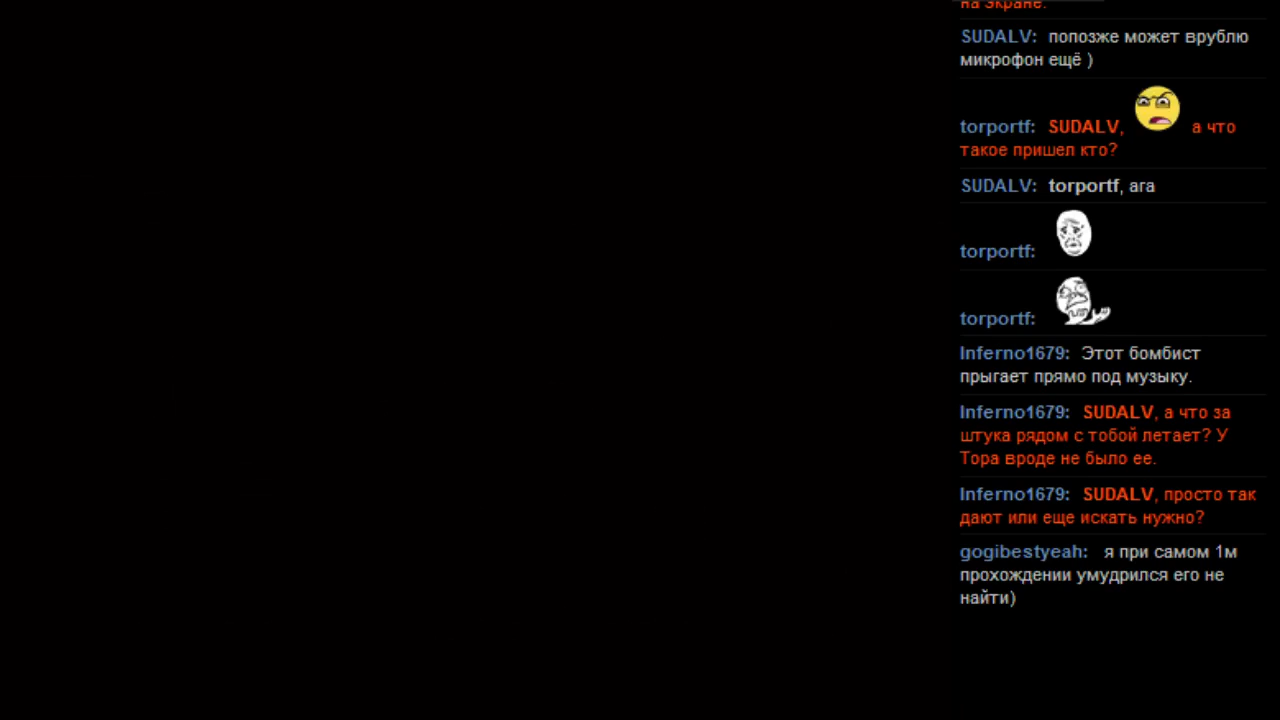 на экране.
SUDALV: попозже может врублю
микрофон ещё )
torportf: SUDALV, а что
такое пришел кто?
SUDALV: torportf, ага
torportf:
torportf:
Inferno1679: Этот бомбист
прыгает прямо под музыку.
Inferno1679: SUDALV, а что за
штука рядом с тобой летает? У
Тора вроде не было ее.
Inferno1679: SUDALV, просто так
дают или еще искать нужно?
gogibestyeah: я при самом 1м
прохождении умудрился его не
найти)